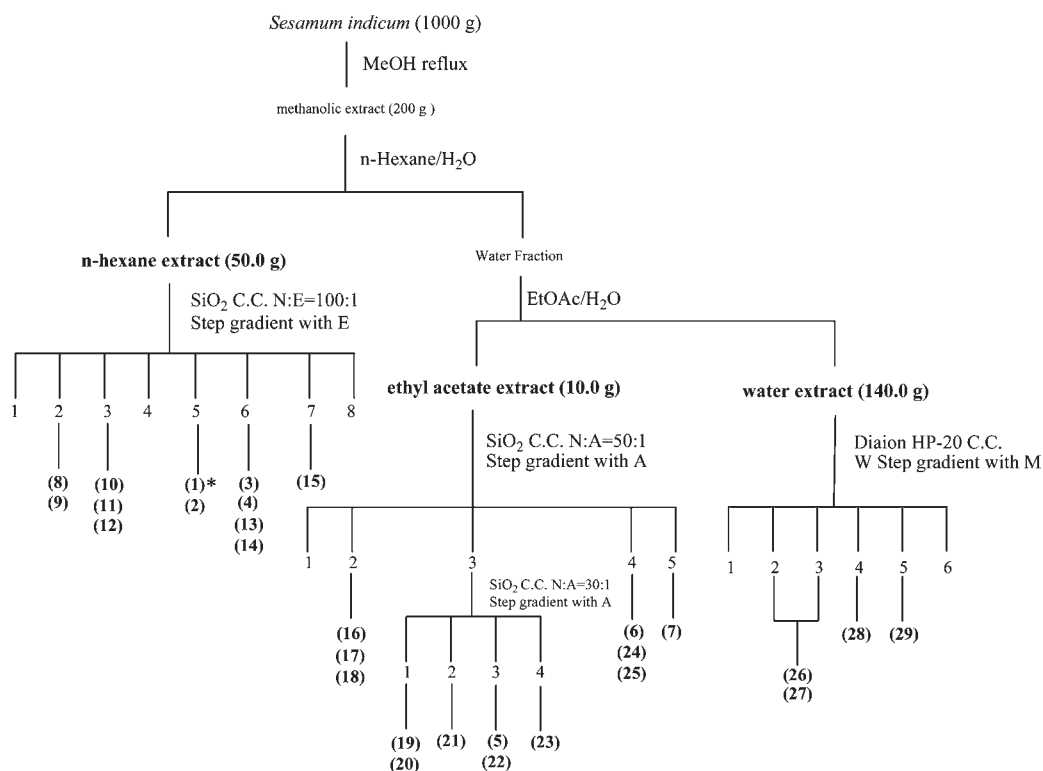 Sesamum indicum (1000 g)
MeOH reflux
methanolic extract (200 g )
n-Hexane/H2O
n-hexane extract (50.0 g)
Water Fraction
SiO2 C.C. N:E=100:1
Step gradient with E
EtOAc/H2O
1 2 3 4 5 6 7 8
ethyl acetate extract (10.0 g)
water extract (140.0 g)
(8) (10) (1)* (3) (15)
(9) (11) (2) (4)
(12) (13)
(14)
SiO2 C.C. N:A=50:1
Step gradient with A
Diaion HP-20 C.C.
W Step gradient with M
1 2 3 4 5
1 2 3 4 5 6
SiO2 C.C. N:A=30:1
Step gradient with A
(16) (6) (7)
(17) (24)
(18) (25)
(28) (29)
1 2 3 4
(26)
(27)
(19) (21) (5) (23)
(20) (22)